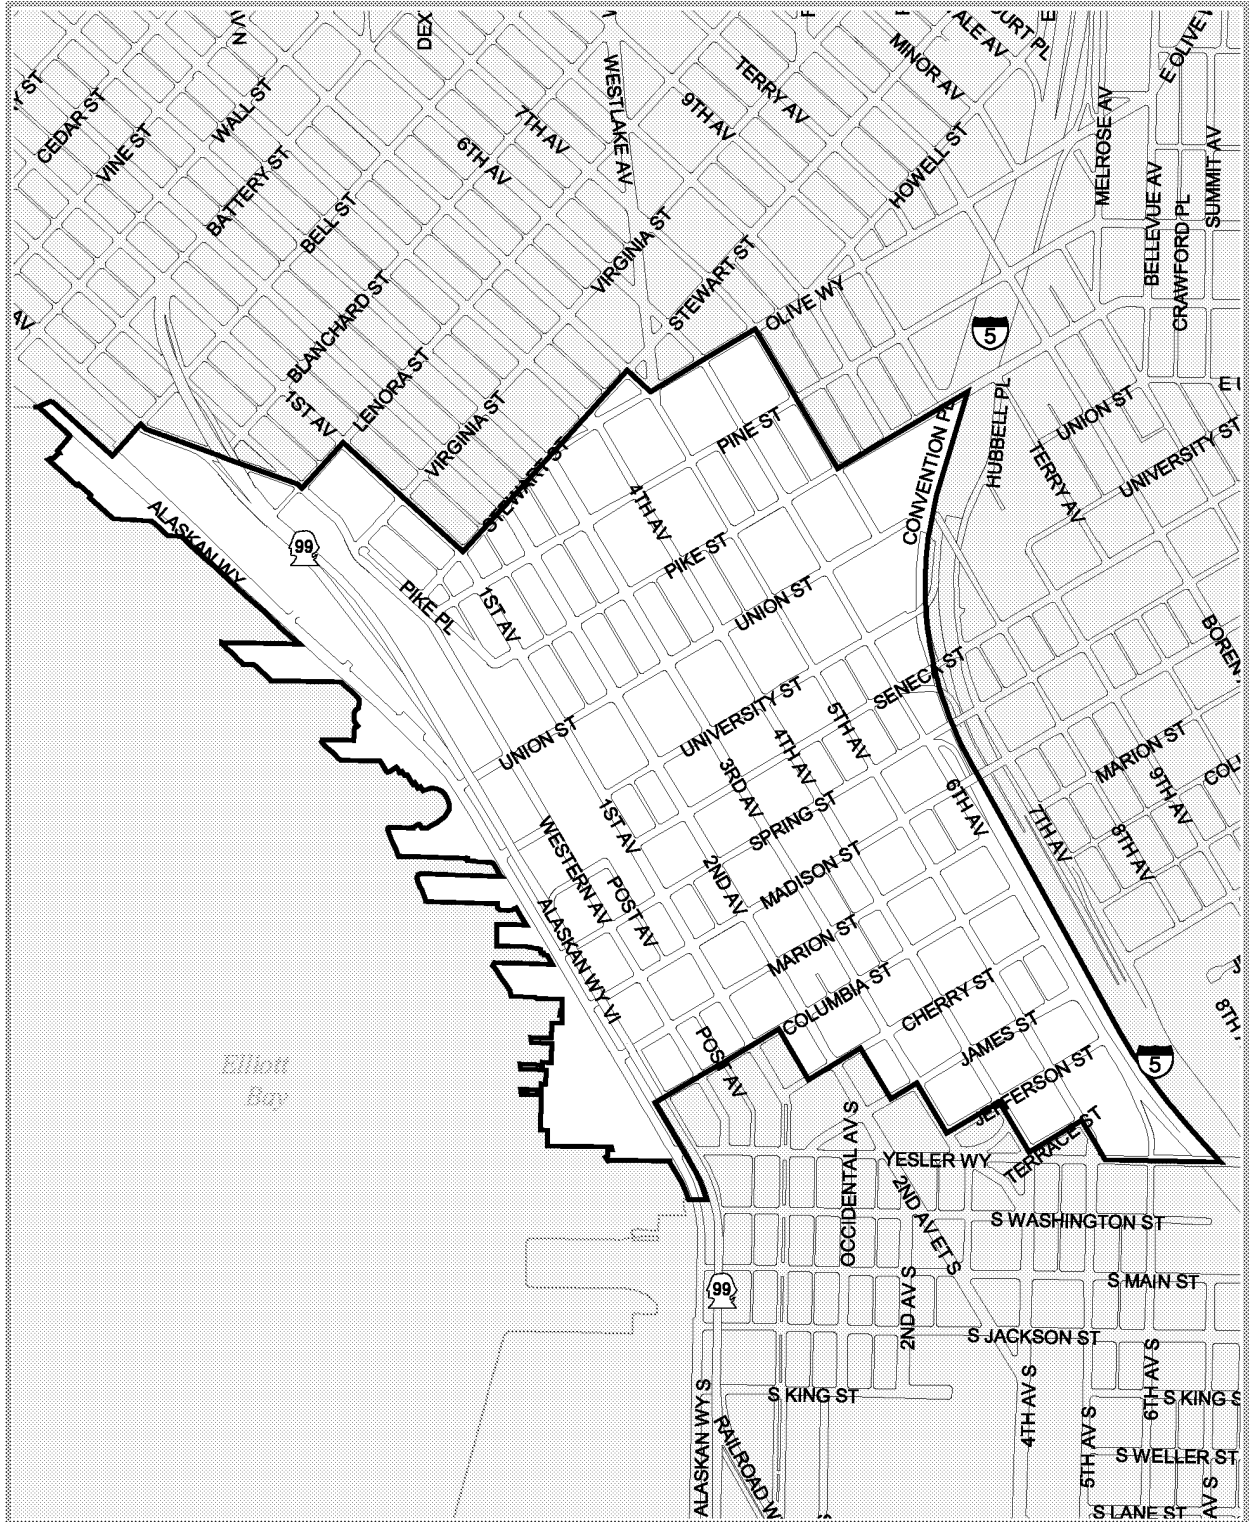 DEX
COURT PL
YALE AV
MINOR AV
E OLIVE
CEDAR ST
VINE ST
WALL ST
BATTERY ST
BELL ST
6TH AV
7TH AV
WESTLAKE AV
9TH AV
TERRY AV
HOWELL ST
MELROSE AV
BELLEVUE AV
CRAWFORD PL
SUMMIT AV
VIRGINIA ST
STEWART ST
OLIVE WY
5
BLANCHARD ST
LENORA ST
1ST AV
VIRGINIA ST
STEWART ST
PINE ST
CONVENTION PL
HUBBELL PL
UNION ST
UNIVERSITY ST
TERRY AV
E U
4TH AV
ALASKAN WY
99
PIKE ST
PIKE PL
1ST AV
UNION ST
BOREN
SENECA ST
UNION ST
UNIVERSITY ST
5TH AV
4TH AV
3RD AV
MARION ST
9TH AV
COLU
SPRING ST
6TH AV
7TH AV
8TH AV
1ST AV
WESTERN AV
POST AV
2ND AV
MADISON ST
ALASKAN WY VI
MARION ST
COLUMBIA ST
CHERRY ST
8TH
JAMES ST
POST AV
JEFFERSON ST
5
Elliott
Bay
TERRACE ST
YESLER WY
OCCIDENTAL AV S
2ND AV ET S
S WASHINGTON ST
99
S MAIN ST
2ND AV S
S JACKSON ST
S KING ST
4TH AV S
6TH AV S
S KING S
ALASKAN WY S
RAILROAD W
5TH AV S
S WELLER ST
S LANE ST
AV S